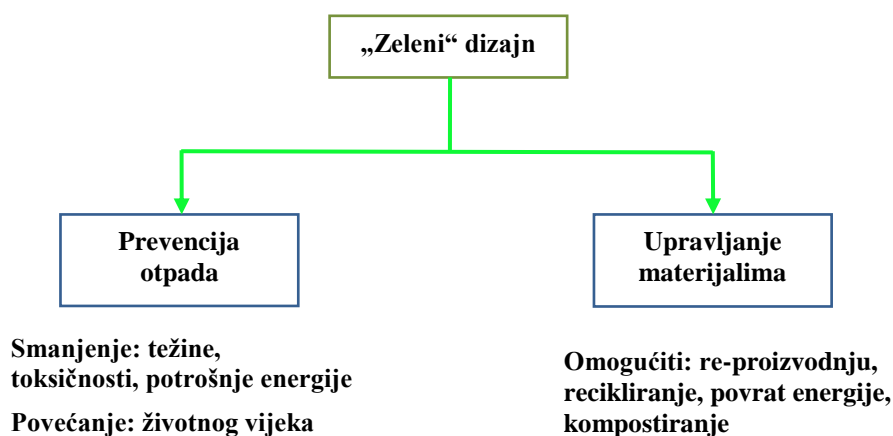 „Zeleni“ dizajn
Prevencija
otpada
Upravljanje
materijalima
Smanjenje: težine,
toksičnosti, potrošnje energije
Povećanje: životnog vijeka
Omogućiti: re-proizvodnju,
recikliranje, povrat energije,
kompostiranje